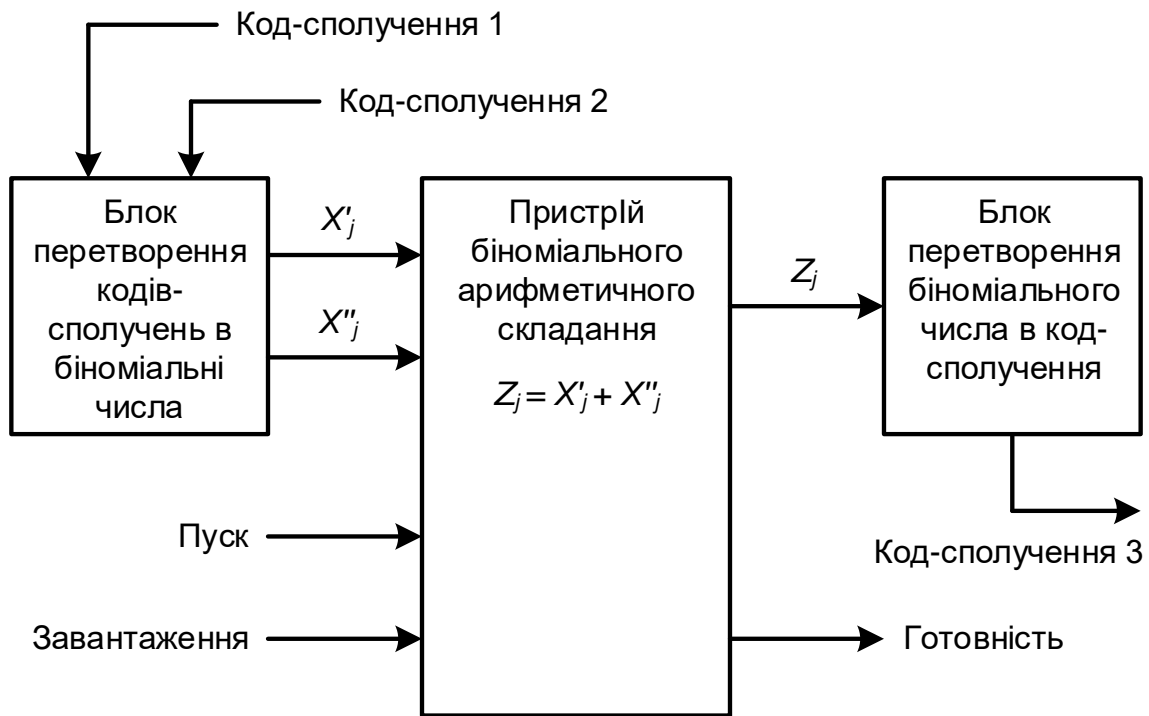 Код-сполучення 1
Код-сполучення 2
Блок
перетворення
кодів-
сполучень в
біноміальні
числа
X'j
X"j
ПристрІй
біноміального
арифметичного
складання
Zj = X'j + X"j
Zj
Блок
перетворення
біноміального
числа в код-
сполучення
Пуск
Код-сполучення 3
Завантаження
Готовність